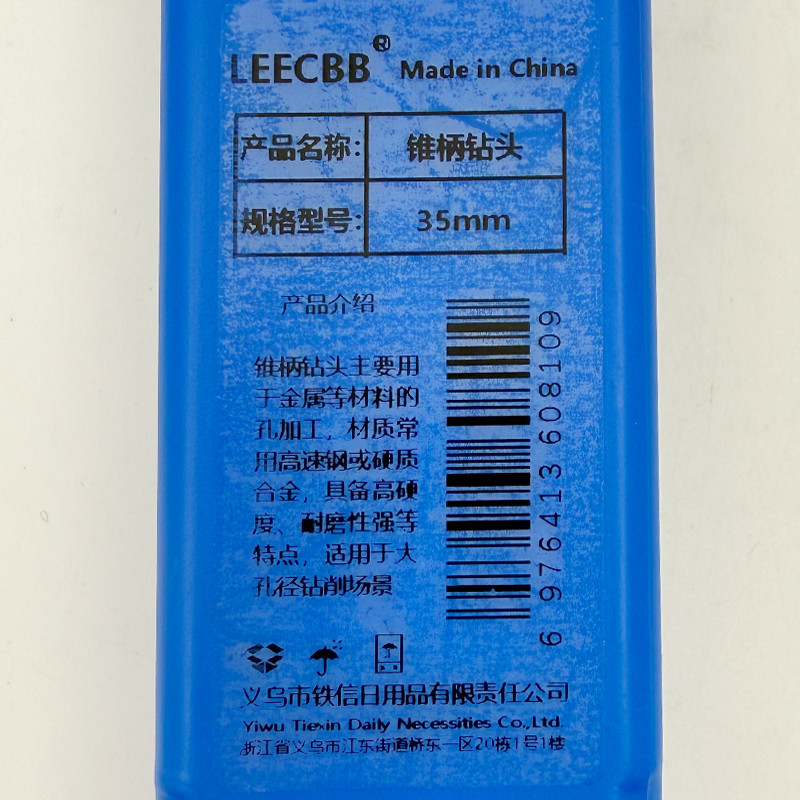 LEECBB® Made in China
产品名称： 锥柄钻头
规格型号： 35mm
产品介绍
锥柄钻头主要用
于金属等材料的
孔加工，材质常
用高速钢或硬质
合金，具备高硬
度、耐磨性强等
特点，适用于大
孔径钻削场景
6 976413 608109
义乌市铁信日用品有限责任公司
Yiwu Tiexin Daily Necessities Co.,Ltd.
浙江省义乌市江东街道桥东一区20栋1号1楼